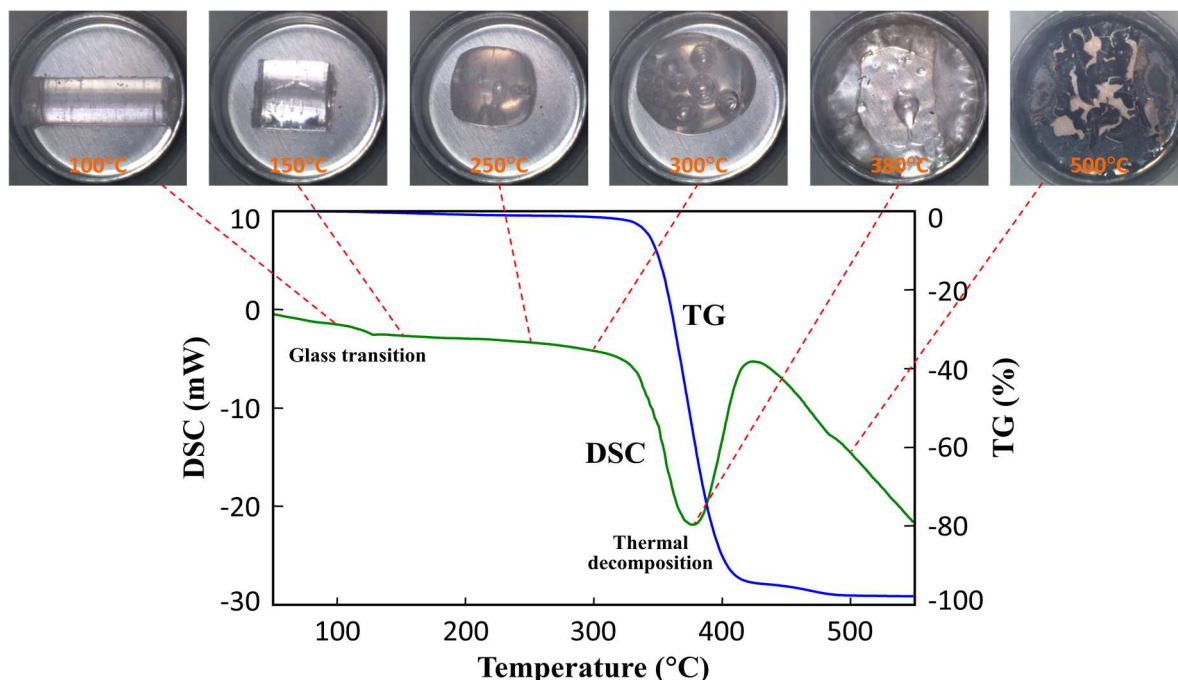 100°C
150°C
250°C
300°C
380°C
500°C
10
0
-10
-20
-30
DSC (mW)
Glass transition
TG
DSC
Thermal
decomposition
0
-20
-40
-60
-80
-100
TG (%)
100
200
300
400
500
Temperature (°C)